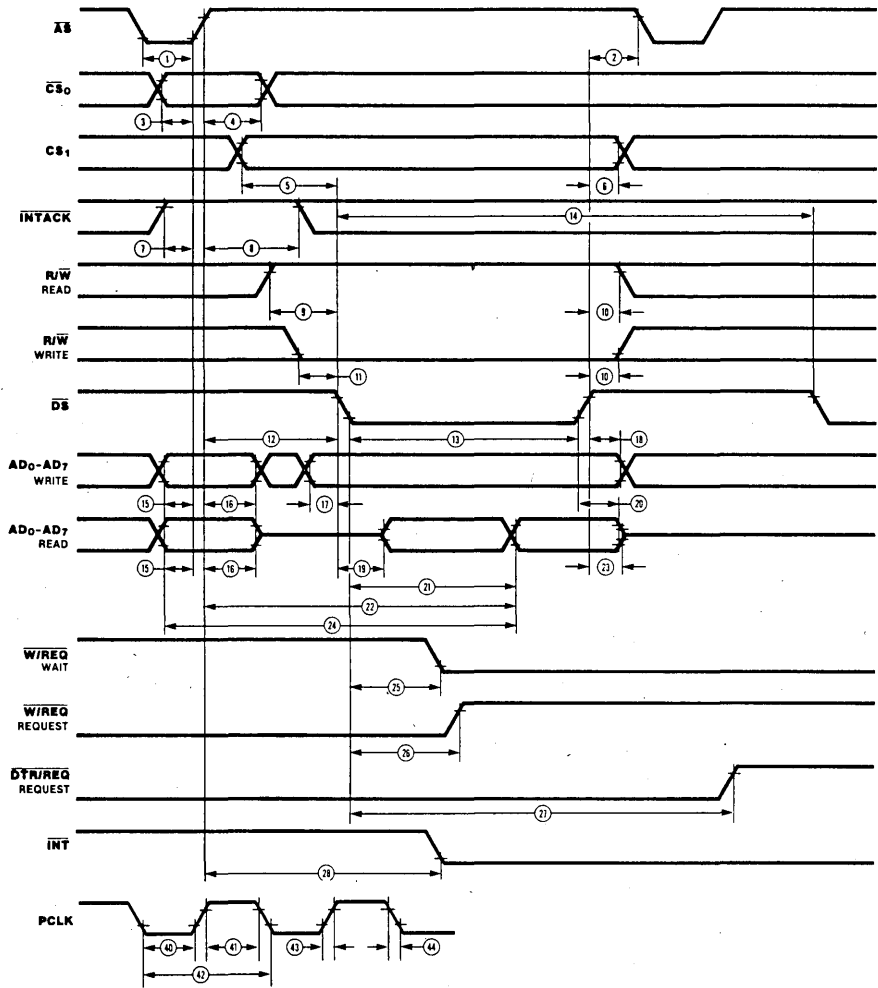 AS
1
2
CS0
3
4
CS1
5
6
INTACK
14
7
8
R/W
READ
9
10
R/W
WRITE
11
10
DS
12
13
18
AD0-AD7
WRITE
15
16
17
20
AD0-AD7
READ
15
16
19
23
21
22
24
W/REQ
WAIT
25
W/REQ
REQUEST
26
DTR/REQ
REQUEST
27
INT
28
PCLK
40
41
43
44
42